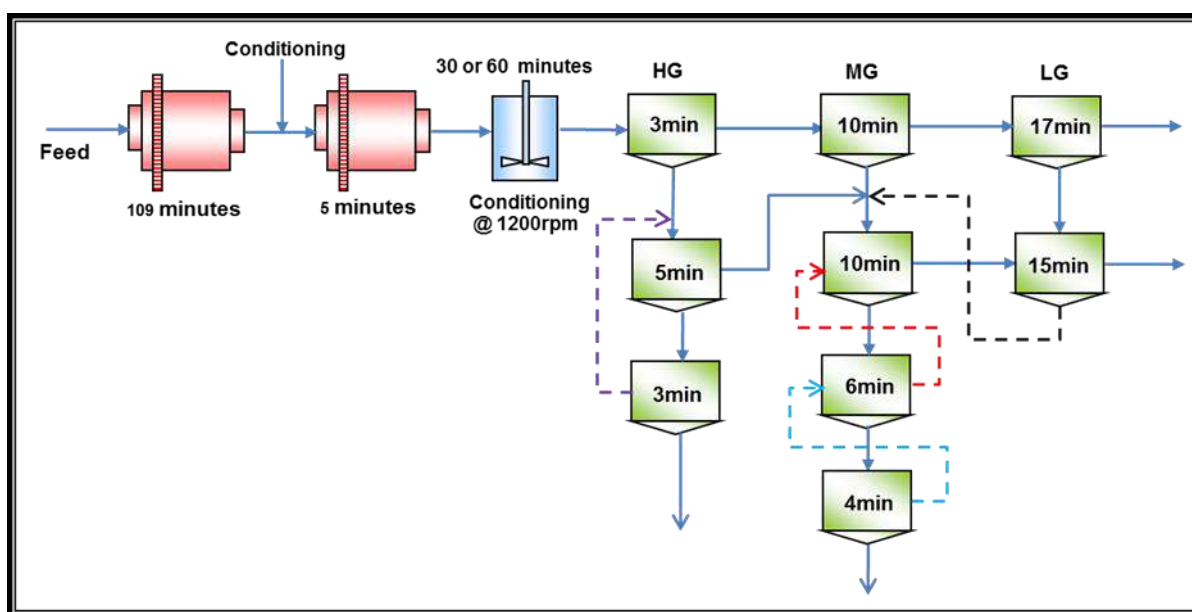 Conditioning
30 or 60 minutes
HG
MG
LG
Feed
109 minutes
5 minutes
Conditioning
@ 1200rpm
3min
10min
17min
5min
10min
15min
3min
6min
4min